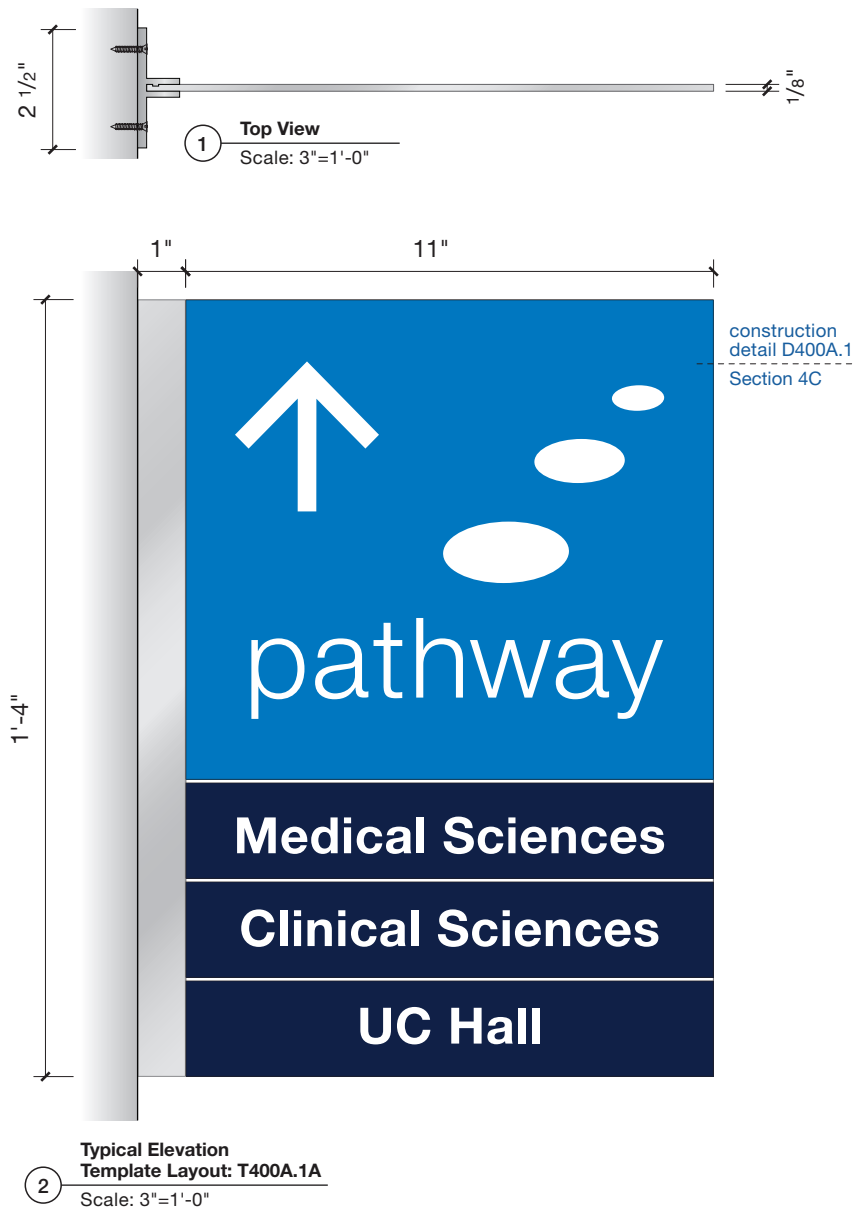 2 1/2"
1/8"
1
Top View
Scale: 3"=1'-0"
1"
11"
construction
detail D400A.1
Section 4C
1'-4"
pathway
Medical Sciences
Clinical Sciences
UC Hall
2
Typical Elevation
Template Layout: T400A.1A
Scale: 3"=1'-0"